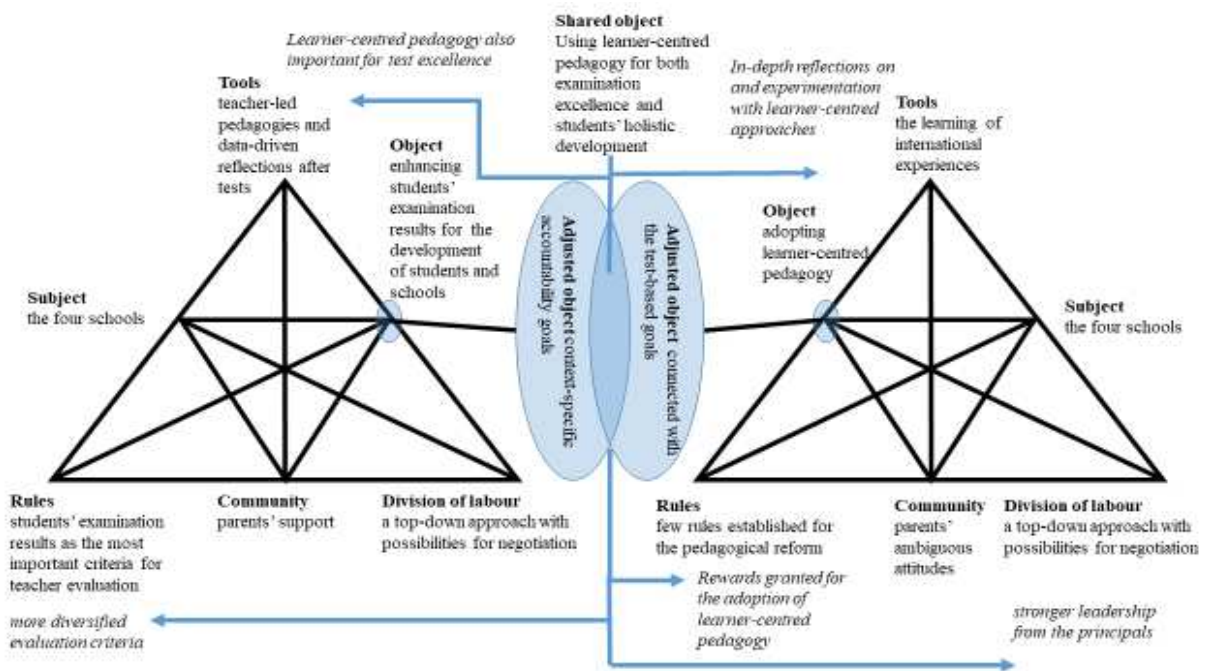 Learner-centred pedagogy also
important for test excellence
Shared object
Using learner-centred
pedagogy for both
examination
excellence and
students' holistic
development
In-depth reflections on
and experimentation
with learner-centred
approaches
Tools
teacher-led
pedagogies and
data-driven
reflections after
tests
Object
enhancing
students'
examination
results for the
development
of students and
schools
Tools
the learning of
international
experiences
Object
adopting
learner-centred
pedagogy
Subject
the four schools
Adjusted object context-specific
accountability goals
Adjusted object connected with
the test-based goals
Subject
the four schools
Rules
students' examination
results as the most
important criteria for
teacher evaluation
Community
parents' support
Division of labour
a top-down approach with
possibilities for negotiation
Rules
few rules established for
the pedagogical reform
Community
parents'
ambiguous
attitudes
Division of labour
a top-down approach with
possibilities for negotiation
more diversified
evaluation criteria
Rewards granted for
the adoption of
learner-centred
pedagogy
stronger leadership
from the principals